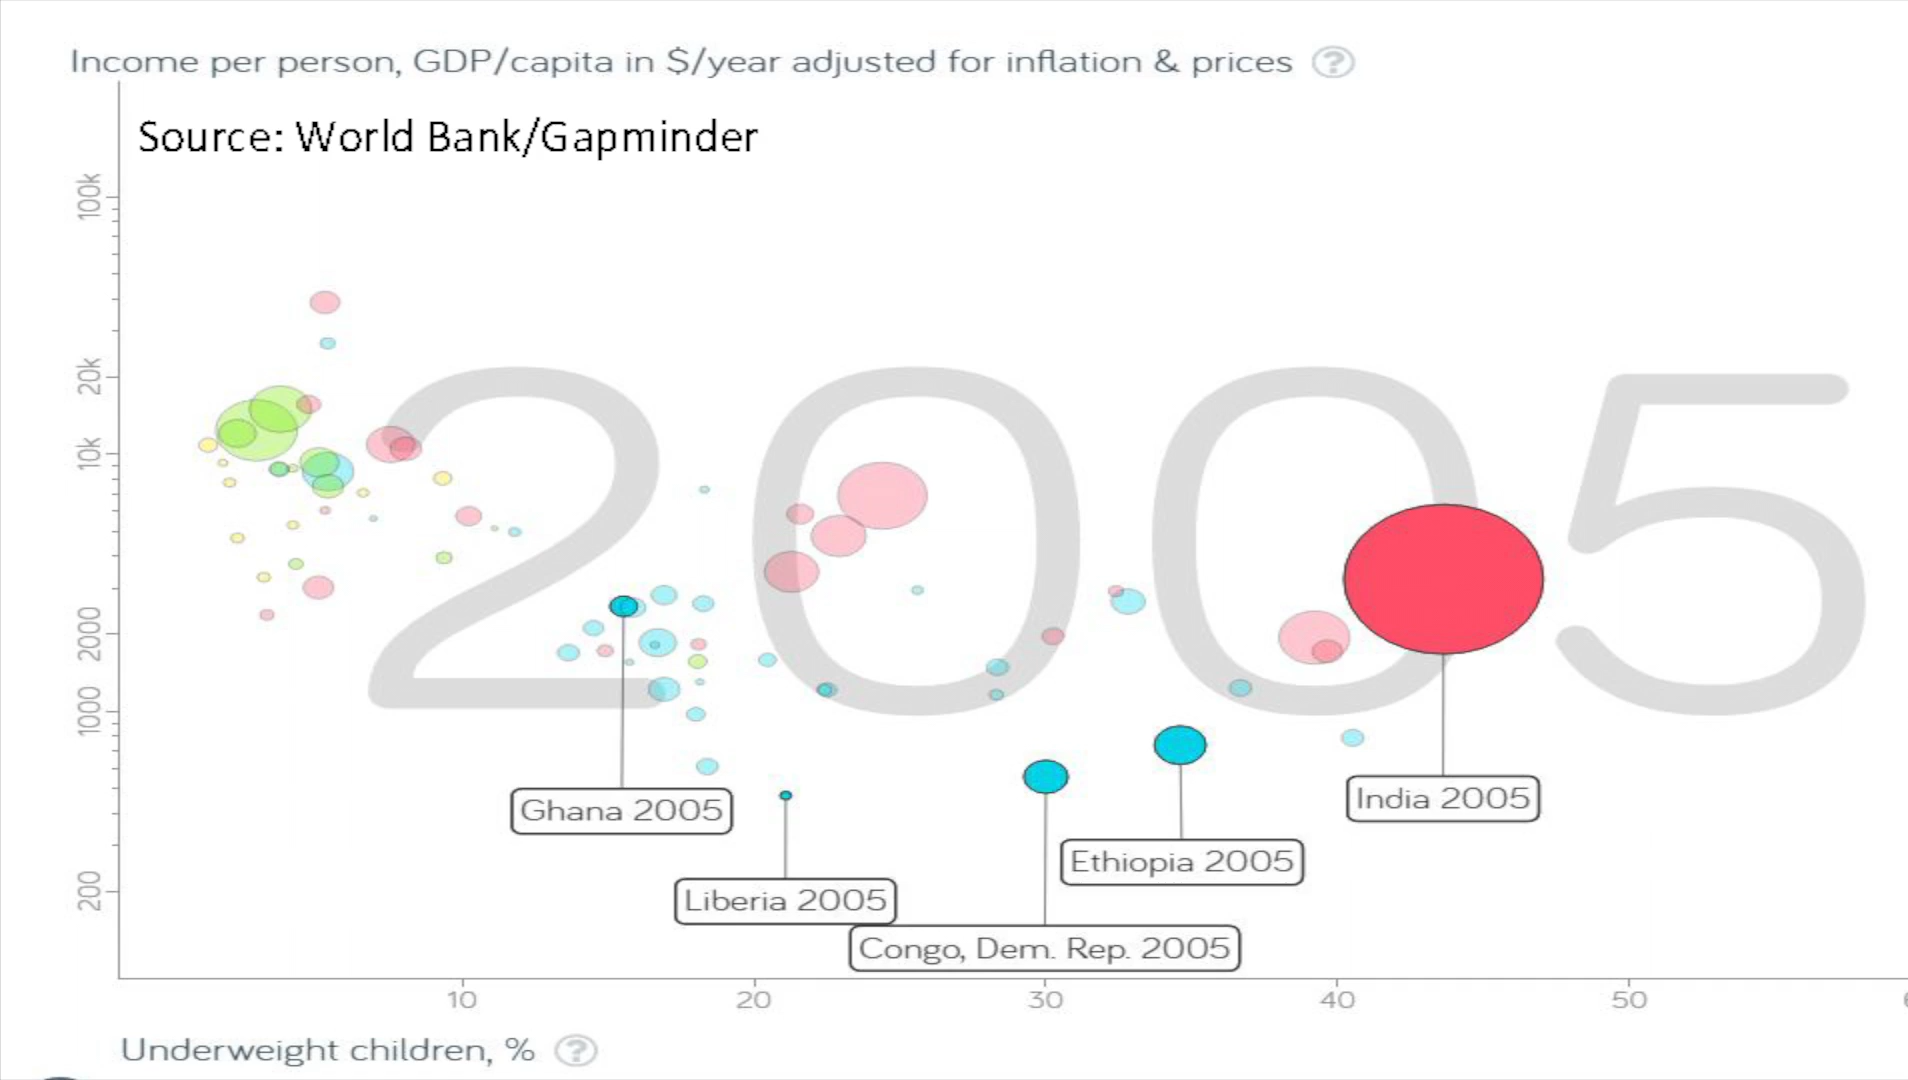 Income per person, GDP/capita in $/year adjusted for inflation & prices ?
Source: World Bank/Gapminder
100k
20k
10k
2000
1000
200
2005
Ghana 2005
Liberia 2005
Congo, Dem. Rep. 2005
Ethiopia 2005
India 2005
10 20 30 40 50
Underweight children, % ?